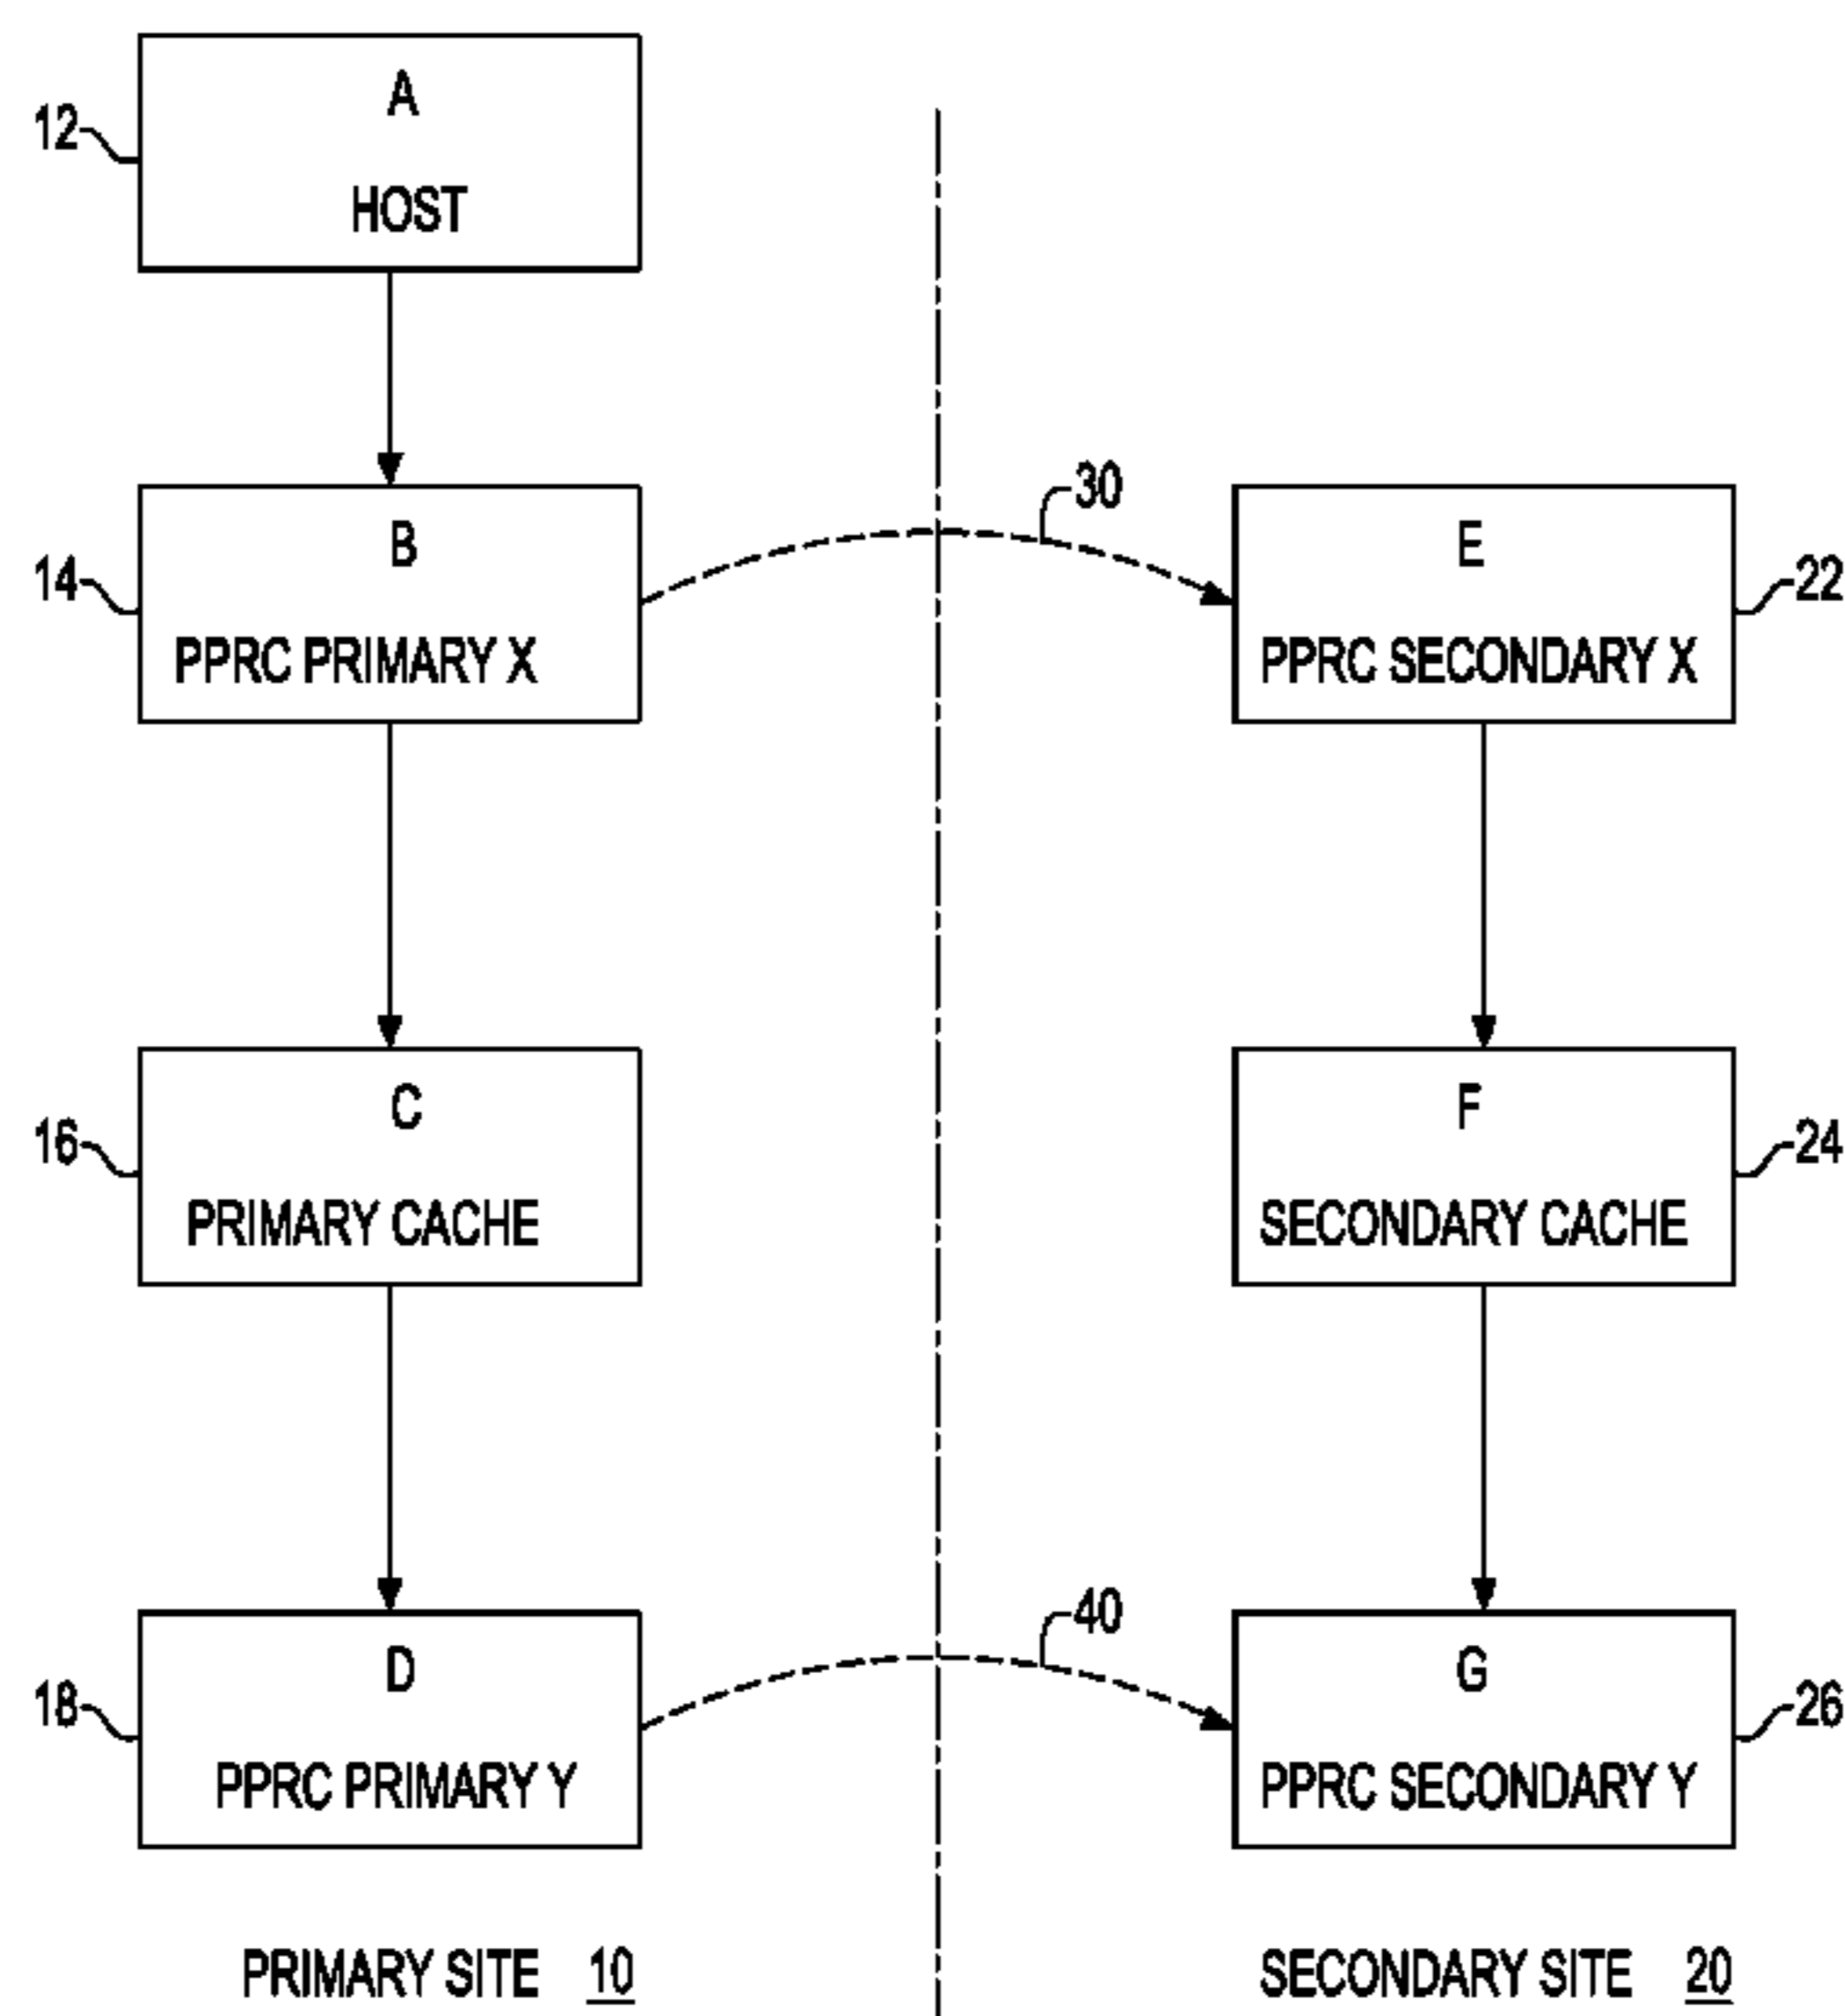 A
12
HOST
30
B
E
14
22
PPRC PRIMARY X
PPRC SECONDARY X
C
F
16
24
PRIMARY CACHE
SECONDARY CACHE
40
D
G
18
26
PPRC PRIMARY Y
PPRC SECONDARY Y
PRIMARY SITE 10
SECONDARY SITE 20